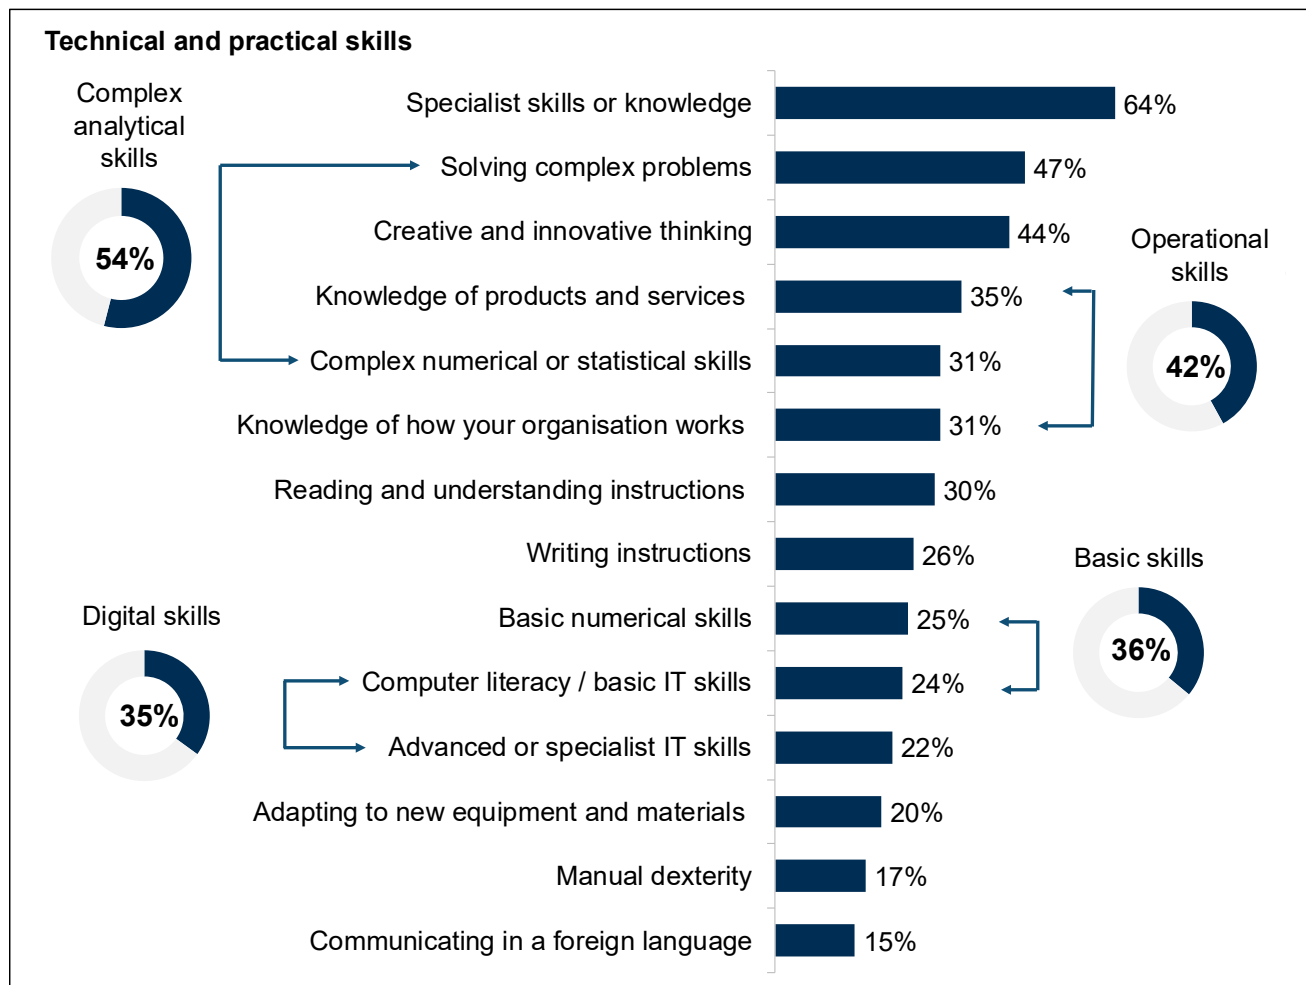 Technical and practical skills
Complex
analytical
skills
54%
Specialist skills or knowledge 64%
Solving complex problems 47%
Creative and innovative thinking 44%
Knowledge of products and services 35%
Complex numerical or statistical skills 31%
Knowledge of how your organisation works 31%
Reading and understanding instructions 30%
Writing instructions 26%
Basic numerical skills 25%
Computer literacy / basic IT skills 24%
Advanced or specialist IT skills 22%
Adapting to new equipment and materials 20%
Manual dexterity 17%
Communicating in a foreign language 15%
Operational
skills
42%
Basic skills
36%
Digital skills
35%